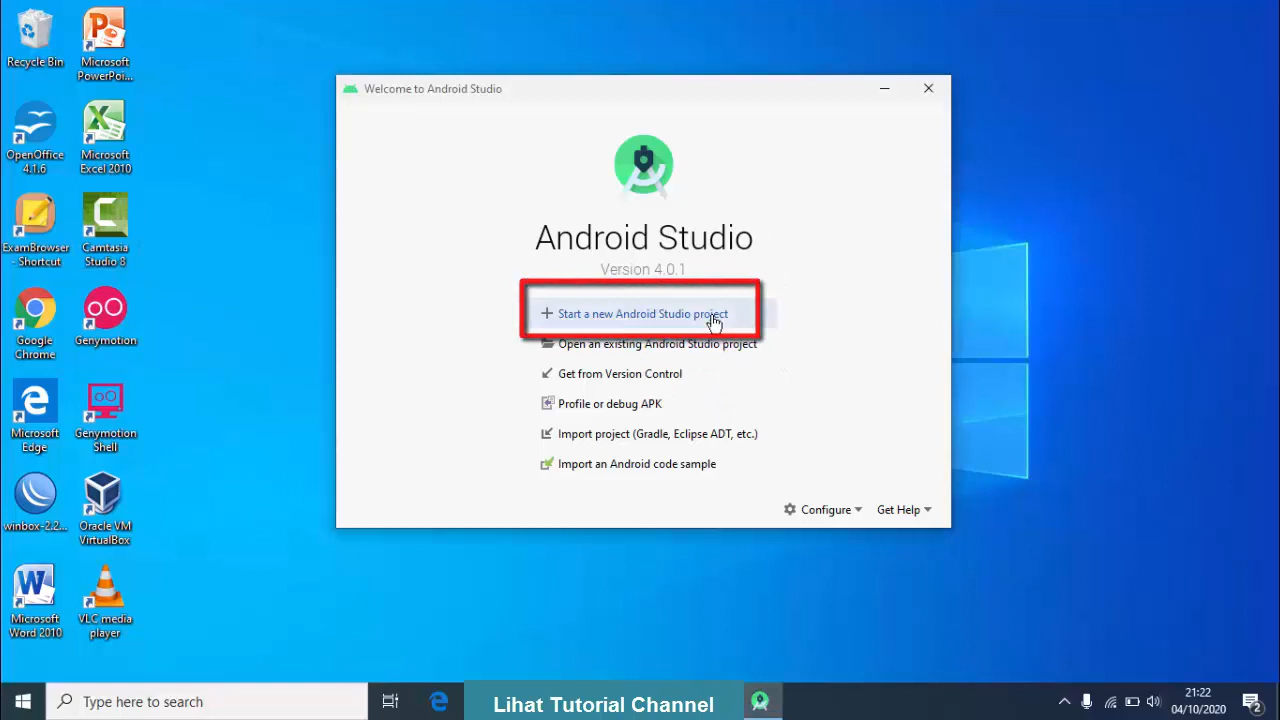 Recycle Bin
Microsoft
PowerPoi...
OpenOffice
4.1.6
Microsoft
Excel 2010
ExamBrowser
- Shortcut
Camtasia
Studio 8
Google
Chrome
Genymotion
Microsoft
Edge
Genymotion
Shell
winbox-2.2...
Oracle VM
VirtualBox
Microsoft
Word 2010
VLC media
player
Welcome to Android Studio
Android Studio
Version 4.0.1
Start a new Android Studio project
Open an existing Android Studio project
Get from Version Control
Profile or debug APK
Import project (Gradle, Eclipse ADT, etc.)
Import an Android code sample
Configure
Get Help
Type here to search
Lihat Tutorial Channel
21:22
04/10/2020
2